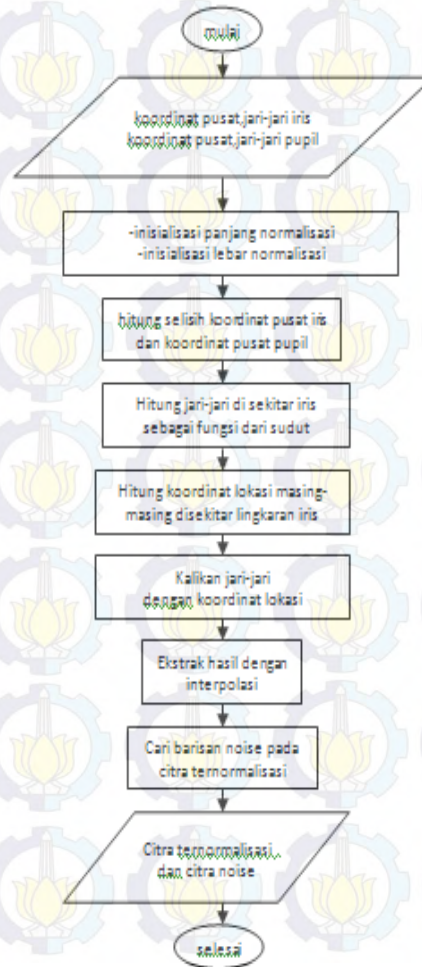 mulai
koordinat pusat,jari-jari iris
koordinat pusat,jari-jari pupil
-inisialisasi panjang normalisasi
-inisialisasi lebar normalisasi
hitung selisih koordinat pusat iris
dan koordinat pusat pupil
Hitung jari-jari di sekitar iris
sebagai fungsi dari sudut
Hitung koordinat lokasi masing-
masing disekitar lingkaran iris
Kalikan jari-jari
dengan koordinat lokasi
Ekstrak hasil dengan
interpolasi
Cari barisan noise pada
citra ternormalisasi
Citra ternormalisasi
dan citra noise
selesai